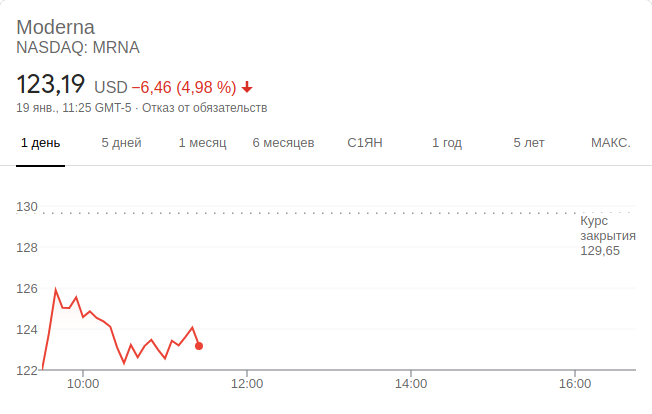 Moderna
NASDAQ: MRNA
123,19 USD −6,46 (4,98 %)
19 янв., 11:25 GMT-5 · Отказ от обязательств
1 день 5 дней 1 месяц 6 месяцев С1ЯН 1 год 5 лет МАКС.
130
Курс
закрытия
129,65
128
126
124
122
10:00 12:00 14:00 16:00